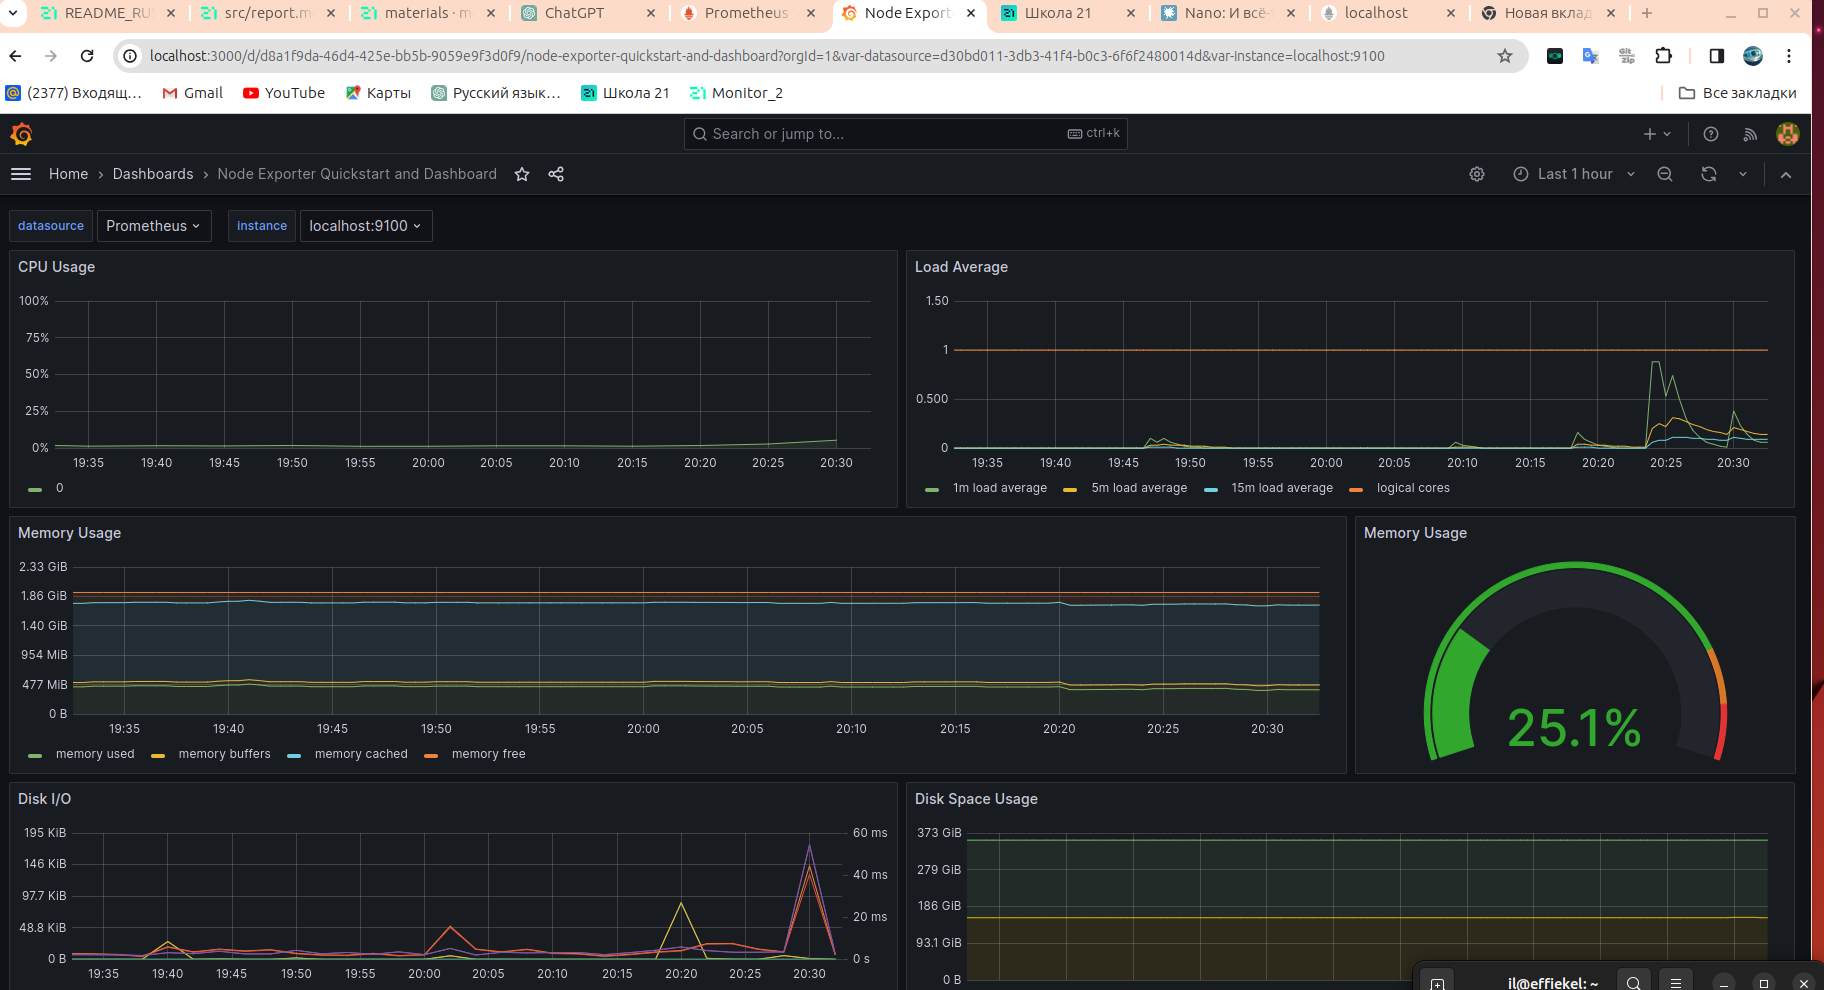 README_RU
src/report.m
materials · m
ChatGPT
Prometheus
Node Export
Школа 21
Nano: И всё-
localhost
Новая вклад
localhost:3000/d/d8a1f9da-46d4-425e-bb5b-9059e9f3d0f9/node-exporter-quickstart-and-dashboard?orgId=1&var-datasource=d30bd011-3db3-41f4-b0c3-6f6f2480014d&var-instance=localhost:9100
(2377) Входящ...
Gmail
YouTube
Карты
Русский язык...
Школа 21
Monitor_2
Все закладки
Search or jump to...
ctrl+k
Home › Dashboards › Node Exporter Quickstart and Dashboard
Last 1 hour
datasource Prometheus instance localhost:9100
CPU Usage
100%
75%
50%
25%
0%
19:35 19:40 19:45 19:50 19:55 20:00 20:05 20:10 20:15 20:20 20:25 20:30
0
Load Average
1.50
1
0.500
0
19:35 19:40 19:45 19:50 19:55 20:00 20:05 20:10 20:15 20:20 20:25 20:30
1m load average 5m load average 15m load average logical cores
Memory Usage
2.33 GiB
1.86 GiB
1.40 GiB
954 MiB
477 MiB
0 B
19:35 19:40 19:45 19:50 19:55 20:00 20:05 20:10 20:15 20:20 20:25 20:30
memory used memory buffers memory cached memory free
Memory Usage
25.1%
Disk I/O
195 KiB
146 KiB
97.7 KiB
48.8 KiB
0 B
60 ms
40 ms
20 ms
0 s
19:35 19:40 19:45 19:50 19:55 20:00 20:05 20:10 20:15 20:20 20:25 20:30
Disk Space Usage
373 GiB
279 GiB
186 GiB
93.1 GiB
0 B
il@effiekel: ~